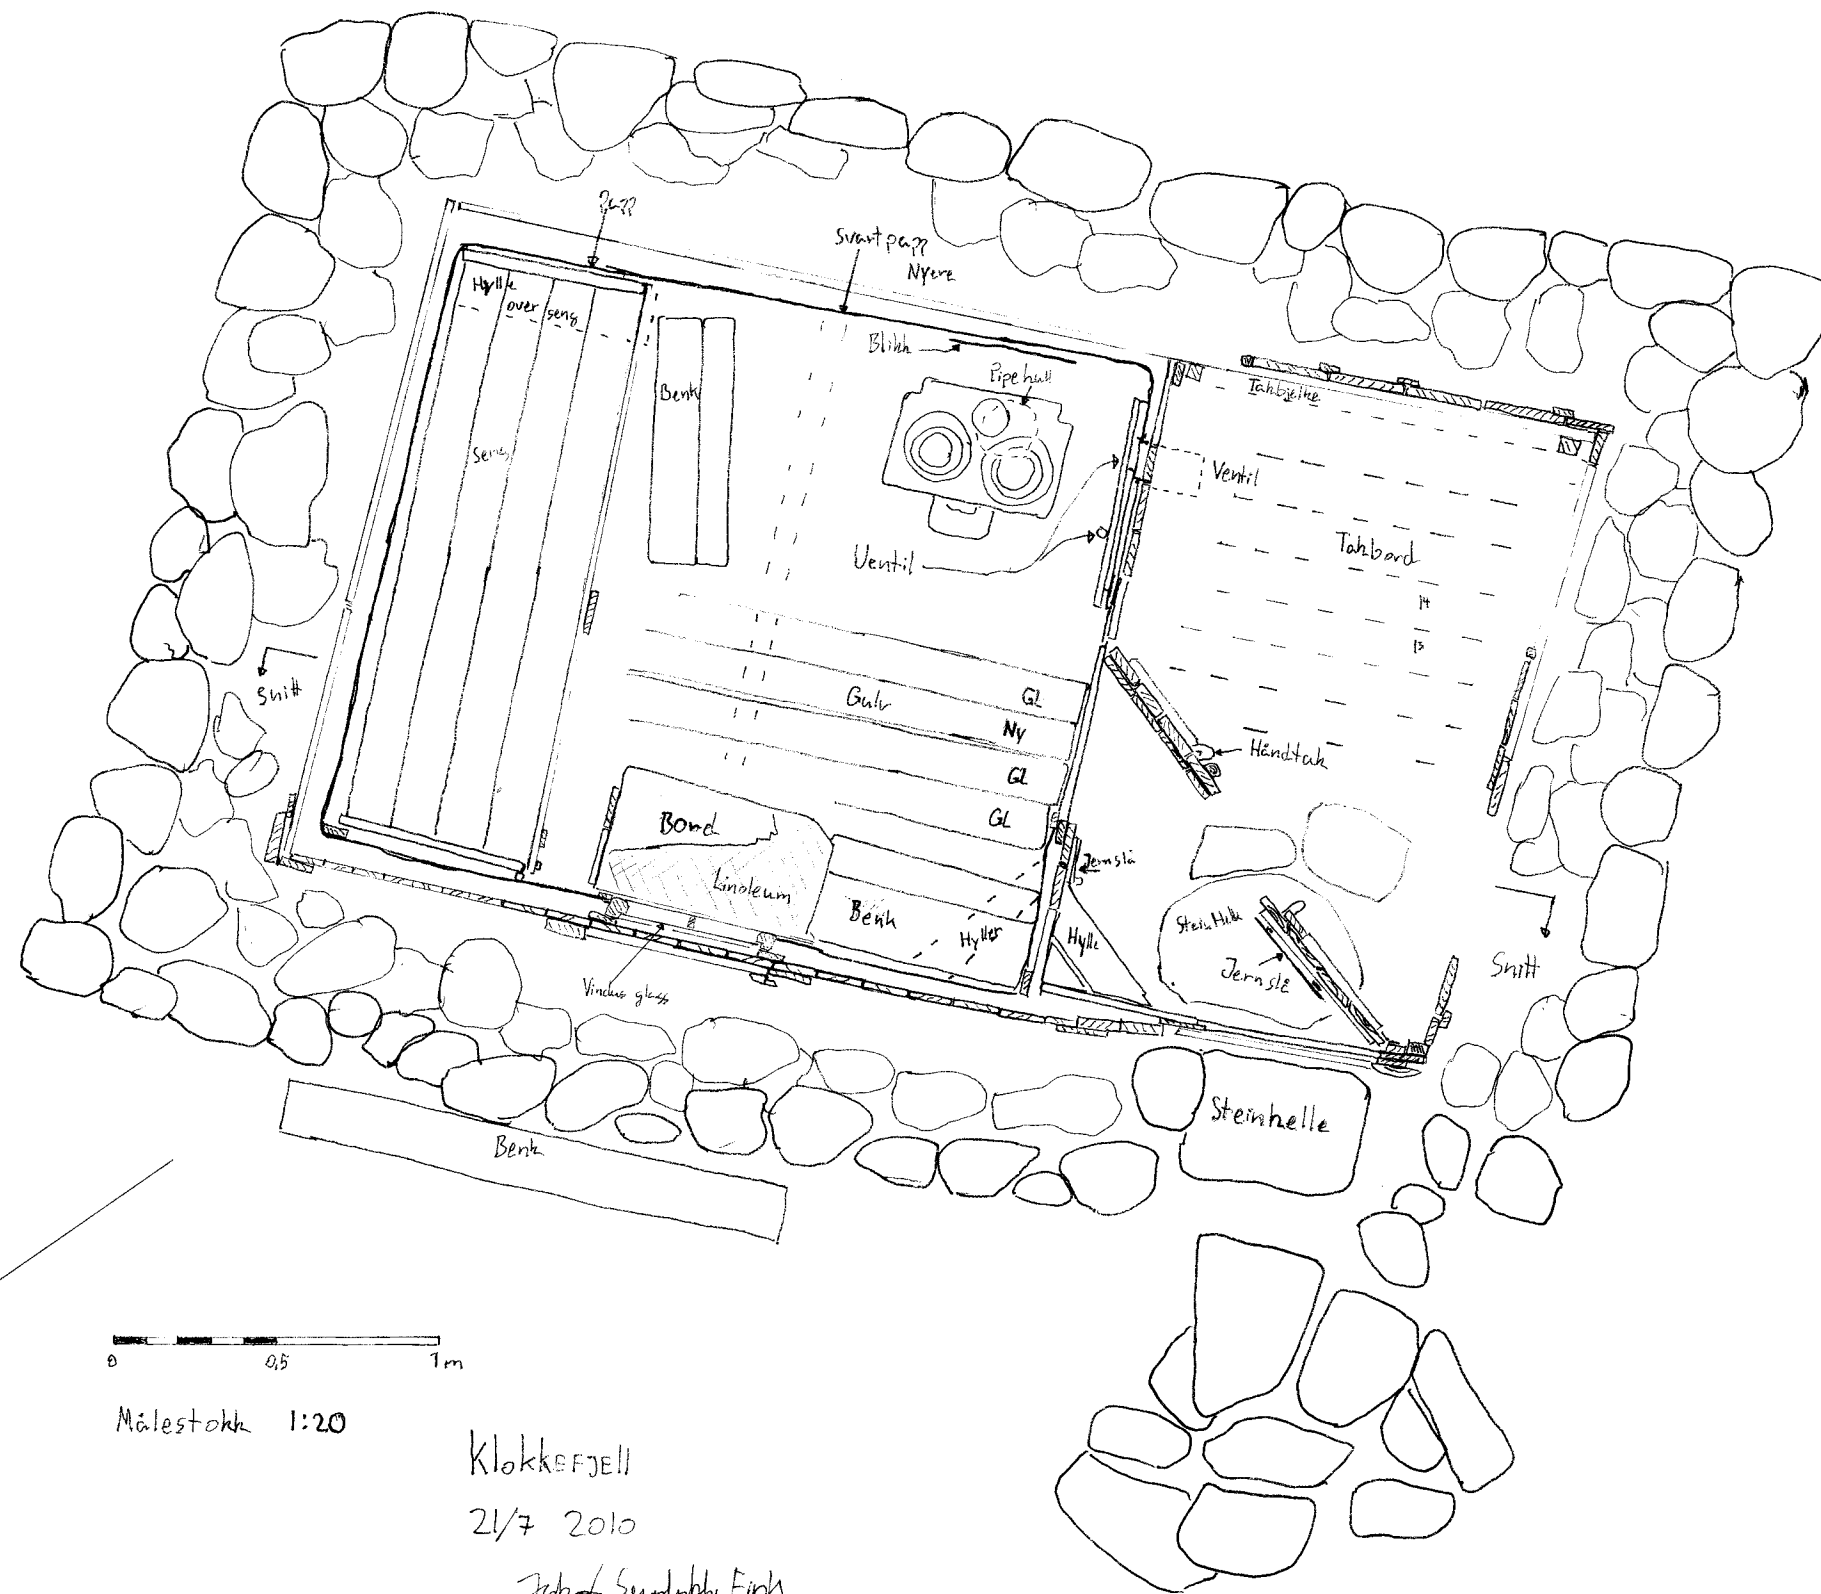 Papp
svartpapp
Nyere
Hylle
over seng
Blikk
Pipehull
Takbjelke
Benk
Seng
Ventil
Ventil
Takbord
14
13
Snitt
Gulv
GL
Ny
GL
GL
Håndtak
Bord
Linoleum
Benk
Hyller
Hylle
Jernslå
Steinhelle
Jernslå
Snitt
Vindus glass
Steinhelle
Benk
0 0,5 1m
Målestokk 1:20
KlokkEFJEll
21/7 2010